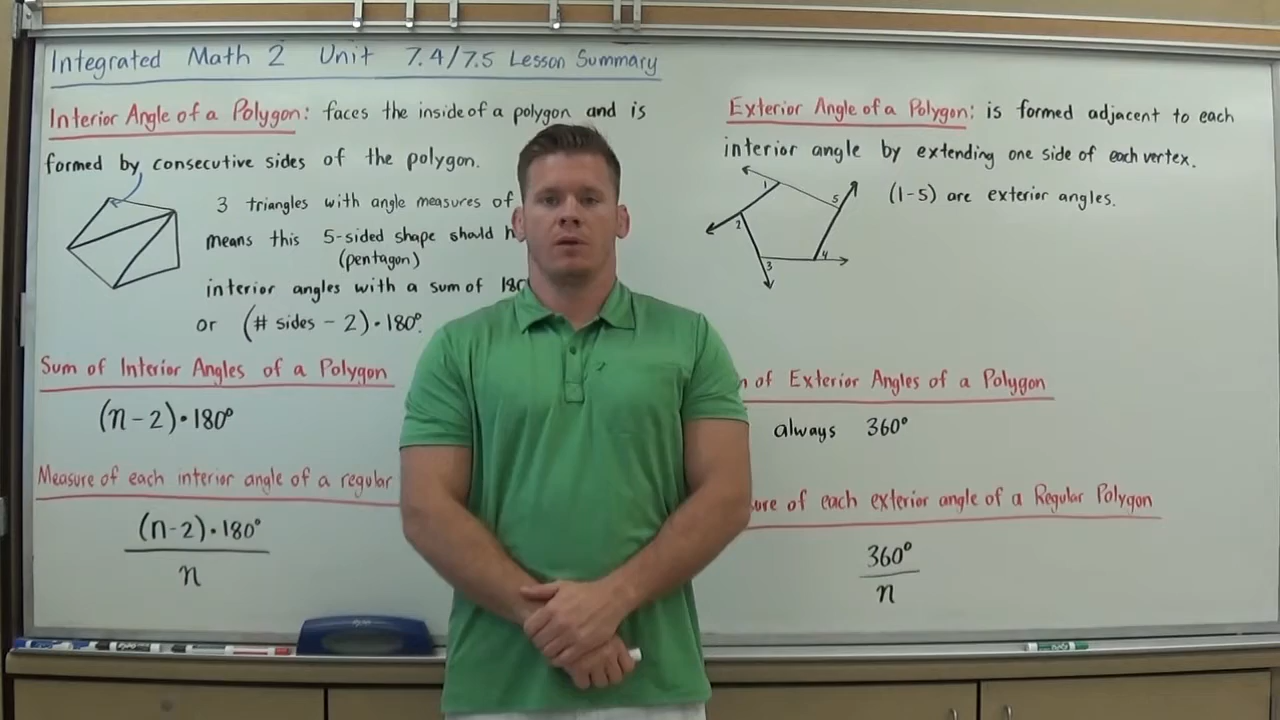 Integrated Math 2 Unit 7.4/7.5 Lesson Summary
Interior Angle of a Polygon: faces the inside of a polygon and is
formed by consecutive sides of the polygon.
3 triangles with angle measures of
means this 5-sided shape should
(pentagon)
interior angles with a sum of
or (# sides - 2) • 180°.
Sum of Interior Angles of a Polygon
(n-2) • 180°
Measure of each interior angle of a regular
(n-2) • 180°
n
Exterior Angle of a Polygon: is formed adjacent to each
interior angle by extending one side of each vertex.
1
5
2
3
4
(1-5) are exterior angles.
of Exterior Angles of a Polygon
always 360°
of each exterior angle of a Regular Polygon
360°
n